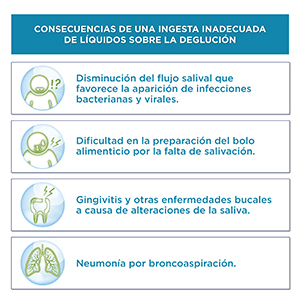 CONSECUENCIAS DE UNA INGESTA INADECUADA
DE LÍQUIDOS SOBRE LA DEGLUCIÓN
!?
Disminución del flujo salival que
favorece la aparición de infecciones
bacterianas y virales.
Dificultad en la preparación del bolo
alimenticio por la falta de salivación.
Gingivitis y otras enfermedades bucales
a causa de alteraciones de la saliva.
Neumonía por broncoaspiración.